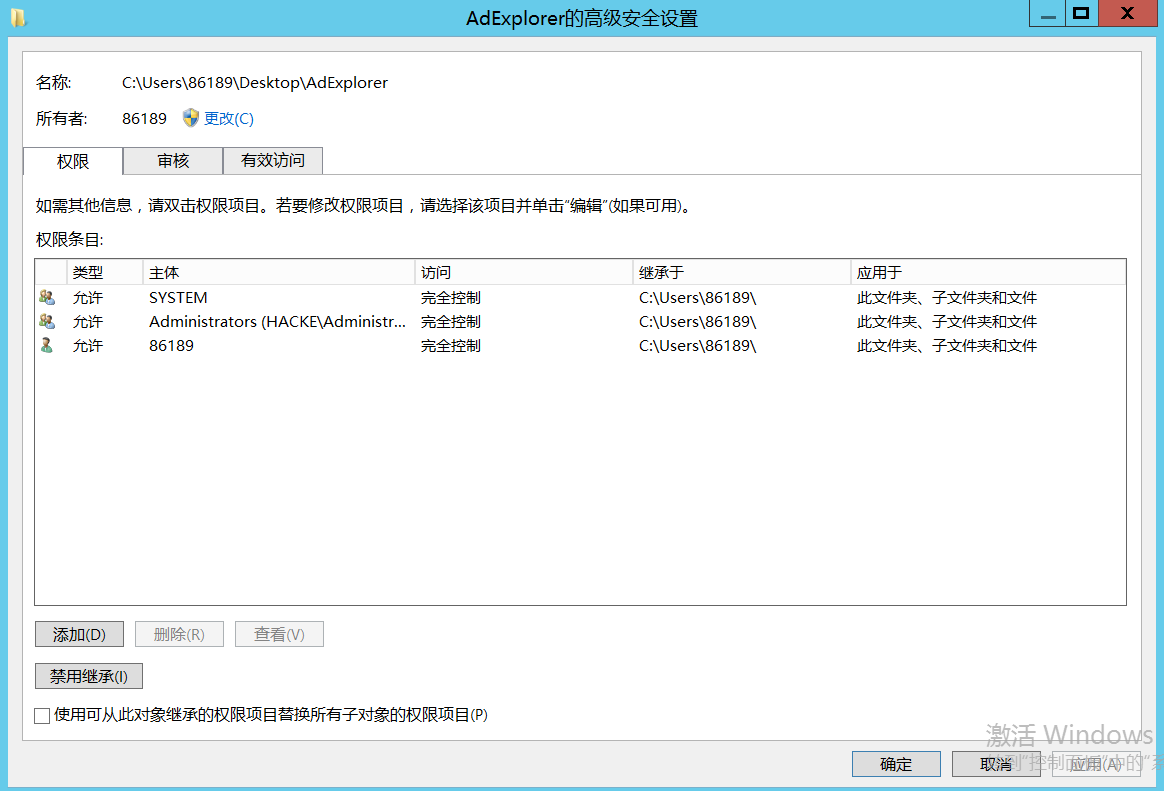 AdExplorer的高级安全设置
名称: C:\Users\86189\Desktop\AdExplorer
所有者: 86189 更改(C)
权限 审核 有效访问
如需其他信息，请双击权限项目。若要修改权限项目，请选择该项目并单击“编辑”(如果可用)。
权限条目:
类型 主体 访问 继承于 应用于
允许 SYSTEM 完全控制 C:\Users\86189\ 此文件夹、子文件夹和文件
允许 Administrators (HACKE\Administr... 完全控制 C:\Users\86189\ 此文件夹、子文件夹和文件
允许 86189 完全控制 C:\Users\86189\ 此文件夹、子文件夹和文件
添加(D) 删除(R) 查看(V)
禁用继承(I)
使用可从此对象继承的权限项目替换所有子对象的权限项目(P)
激活 Windows
转到“控制面板”中的“系
确定 取消 应用(A)